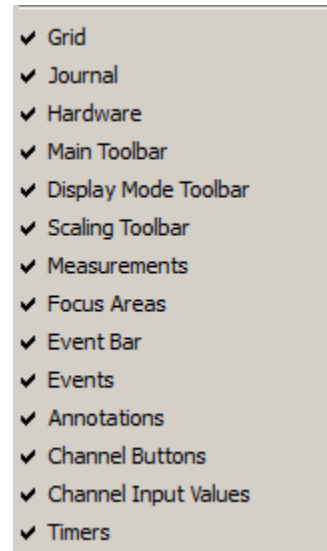 Grid
Journal
Hardware
Main Toolbar
Display Mode Toolbar
Scaling Toolbar
Measurements
Focus Areas
Event Bar
Events
Annotations
Channel Buttons
Channel Input Values
Timers